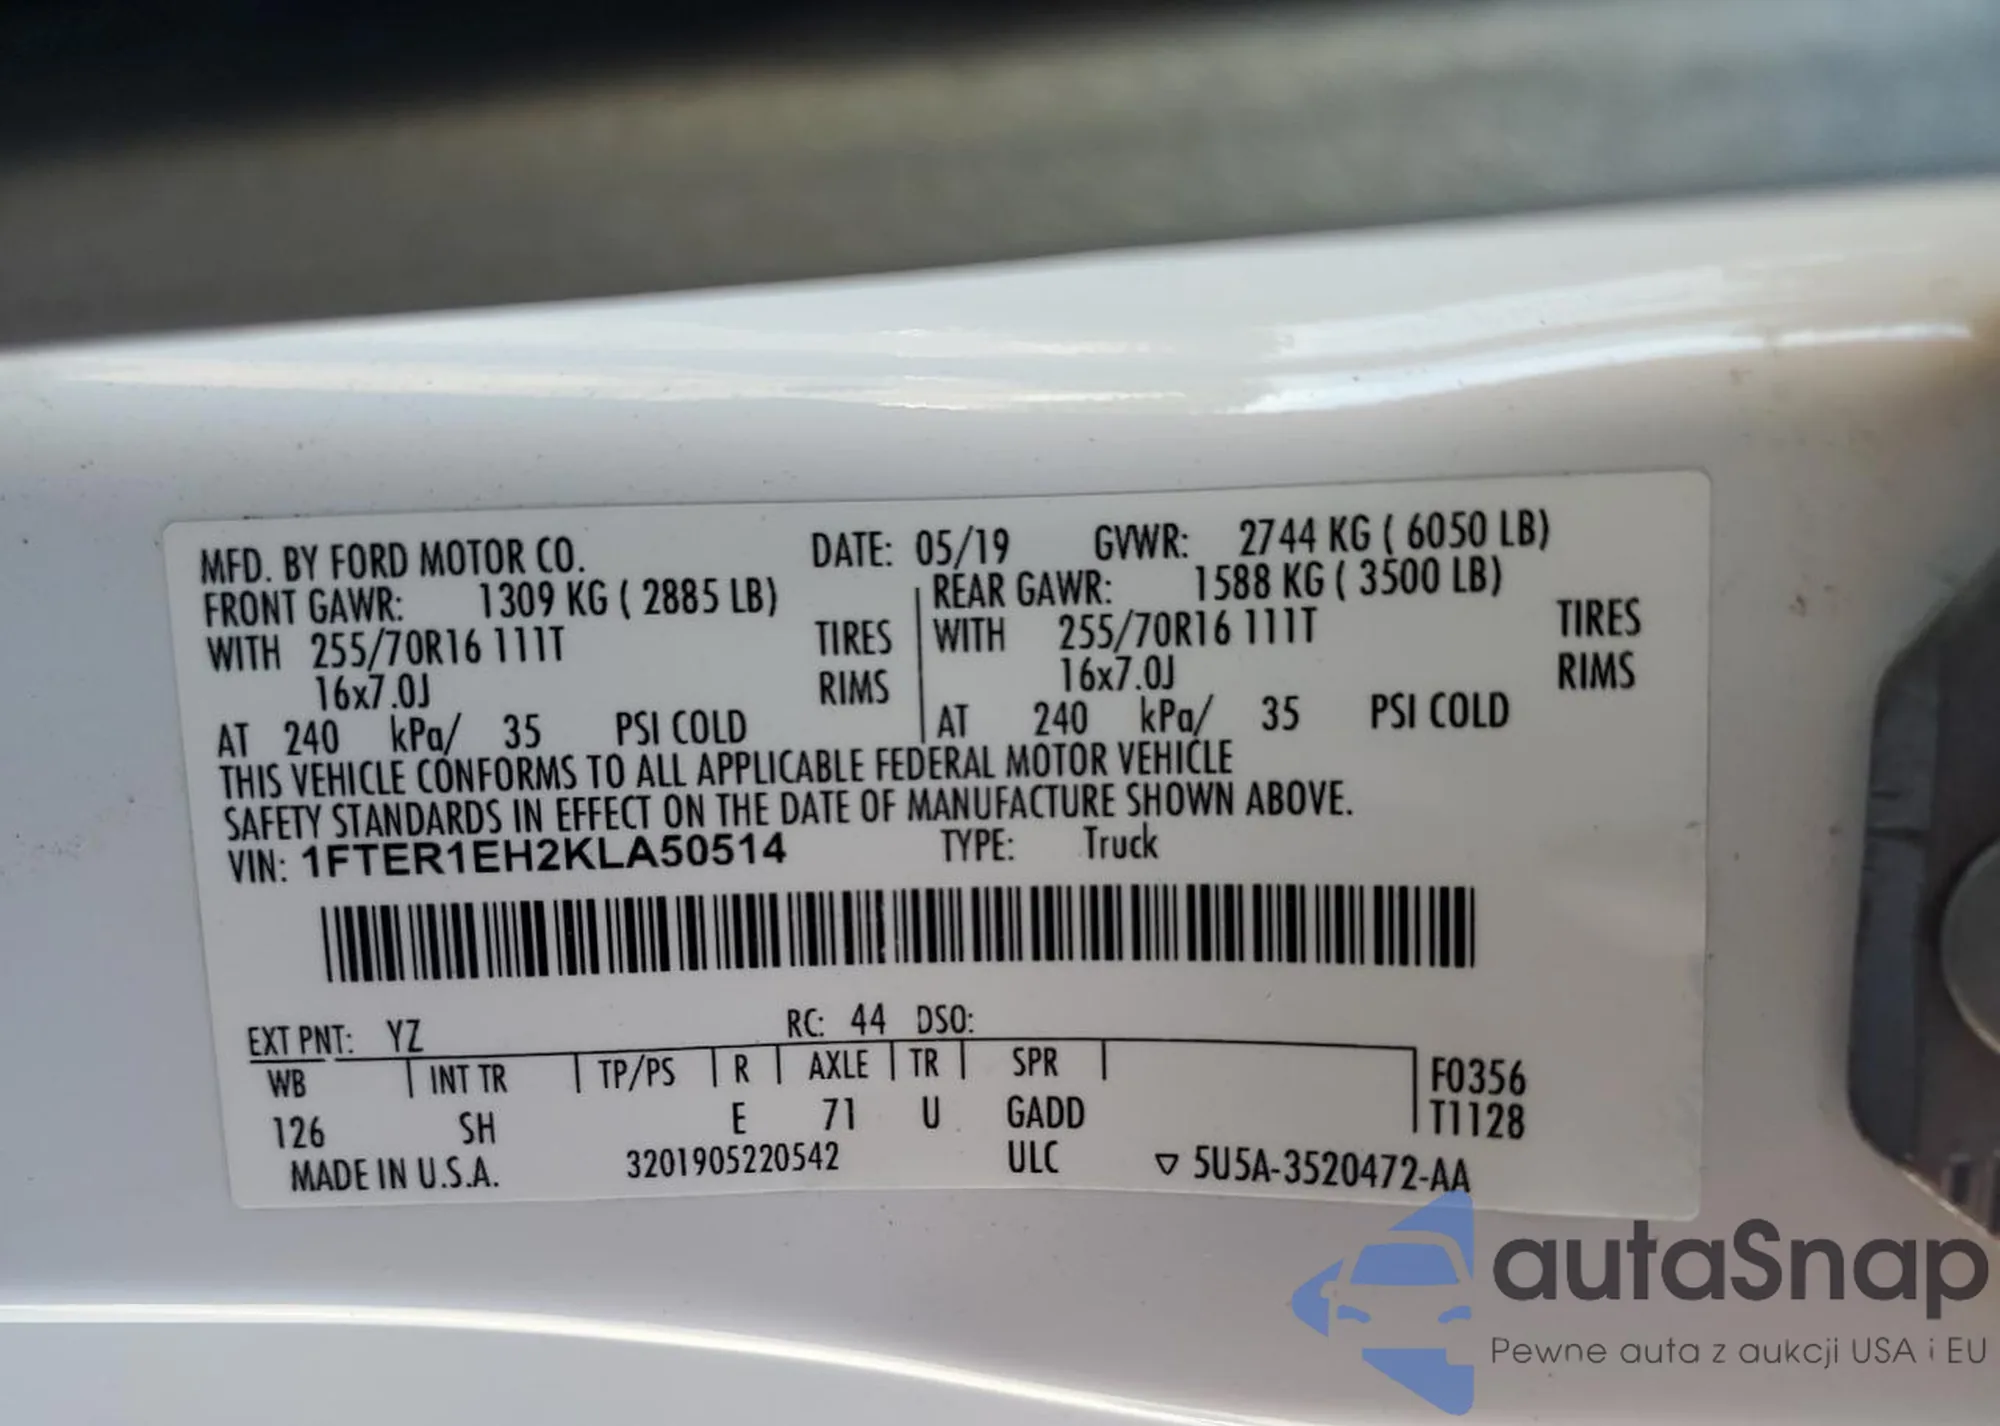 MFD. BY FORD MOTOR CO. DATE: 05/19 GVWR: 2744 KG ( 6050 LB)
FRONT GAWR: 1309 KG ( 2885 LB) REAR GAWR: 1588 KG ( 3500 LB)
WITH 255/70R16 111T TIRES WITH 255/70R16 111T TIRES
16x7.0J RIMS 16x7.0J RIMS
AT 240 kPa/ 35 PSI COLD AT 240 kPa/ 35 PSI COLD
THIS VEHICLE CONFORMS TO ALL APPLICABLE FEDERAL MOTOR VEHICLE
SAFETY STANDARDS IN EFFECT ON THE DATE OF MANUFACTURE SHOWN ABOVE.
VIN: 1FTER1EH2KLA50514 TYPE: Truck
EXT PNT: YZ RC: 44 DSO:
WB INT TR TP/PS R AXLE TR SPR F0356
126 SH E 71 U GADD T1128
MADE IN U.S.A. 3201905220542 ULC ▽ 5U5A-3520472-AA
autaSnap
Pewne auta z aukcji USA i EU